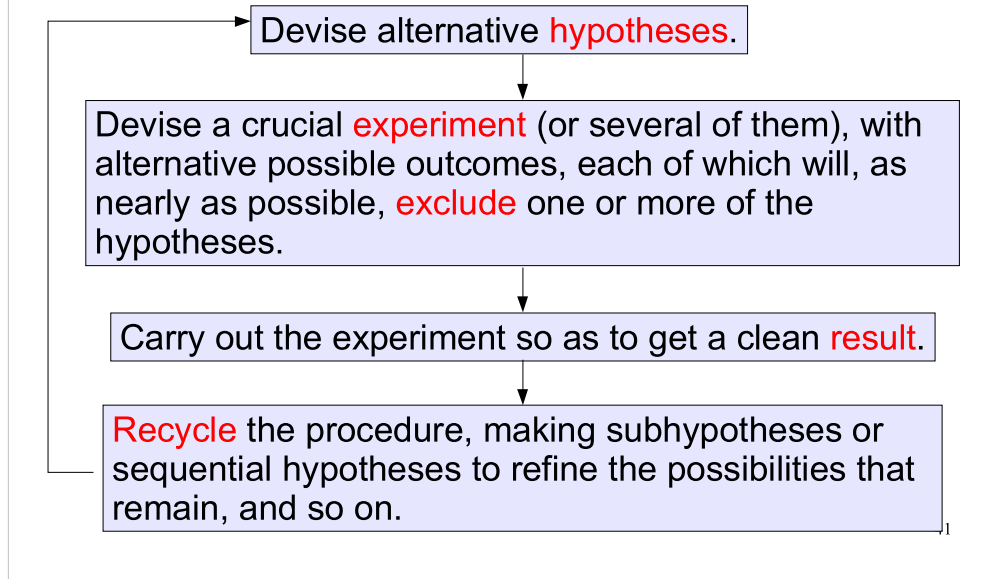 Devise alternative hypotheses.
Devise a crucial experiment (or several of them), with
alternative possible outcomes, each of which will, as
nearly as possible, exclude one or more of the
hypotheses.
Carry out the experiment so as to get a clean result.
Recycle the procedure, making subhypotheses or
sequential hypotheses to refine the possibilities that
remain, and so on.